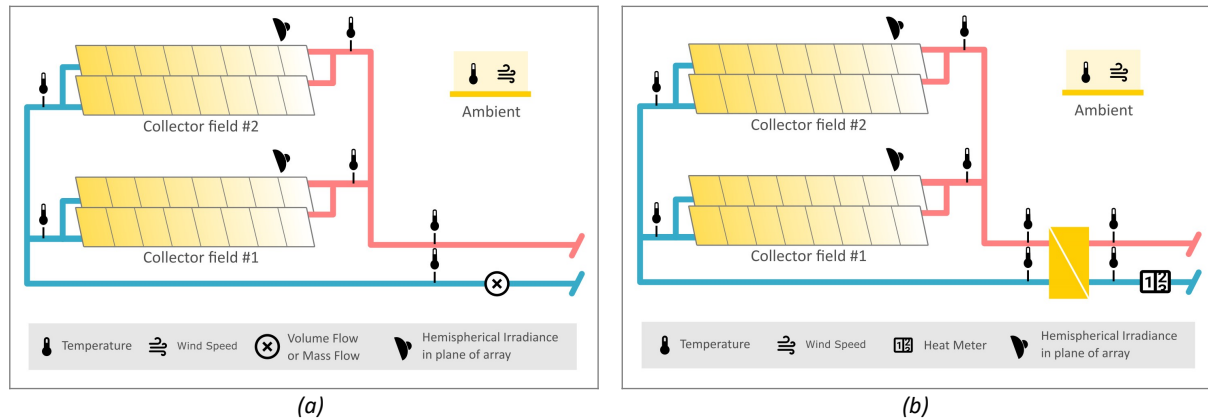 Collector field #2
Ambient
Collector field #1
Temperature
Wind Speed
Volume Flow
or Mass Flow
Hemispherical Irradiance
in plane of array
(a)
Collector field #2
Ambient
Collector field #1
Temperature
Wind Speed
12
Heat Meter
Hemispherical Irradiance
in plane of array
(b)